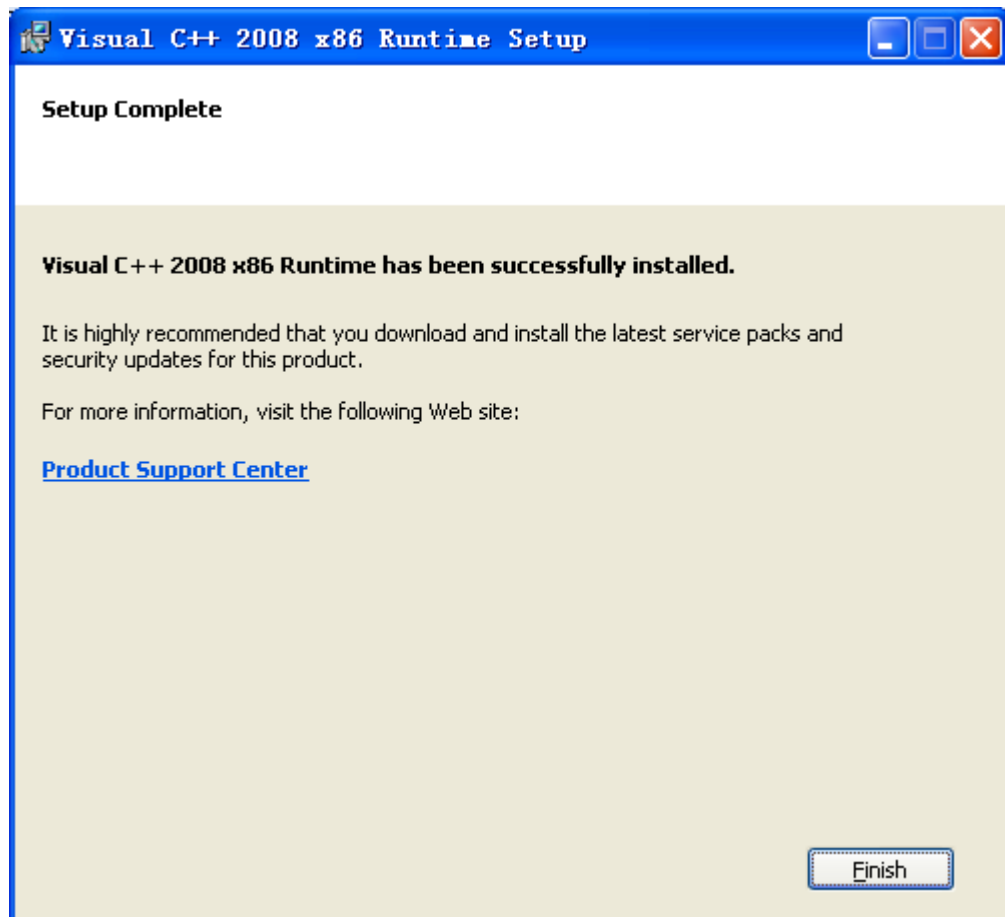 Visual C++ 2008 x86 Runtime Setup
Setup Complete
Visual C++ 2008 x86 Runtime has been successfully installed.
It is highly recommended that you download and install the latest service packs and
security updates for this product.
For more information, visit the following Web site:
Product Support Center
Finish